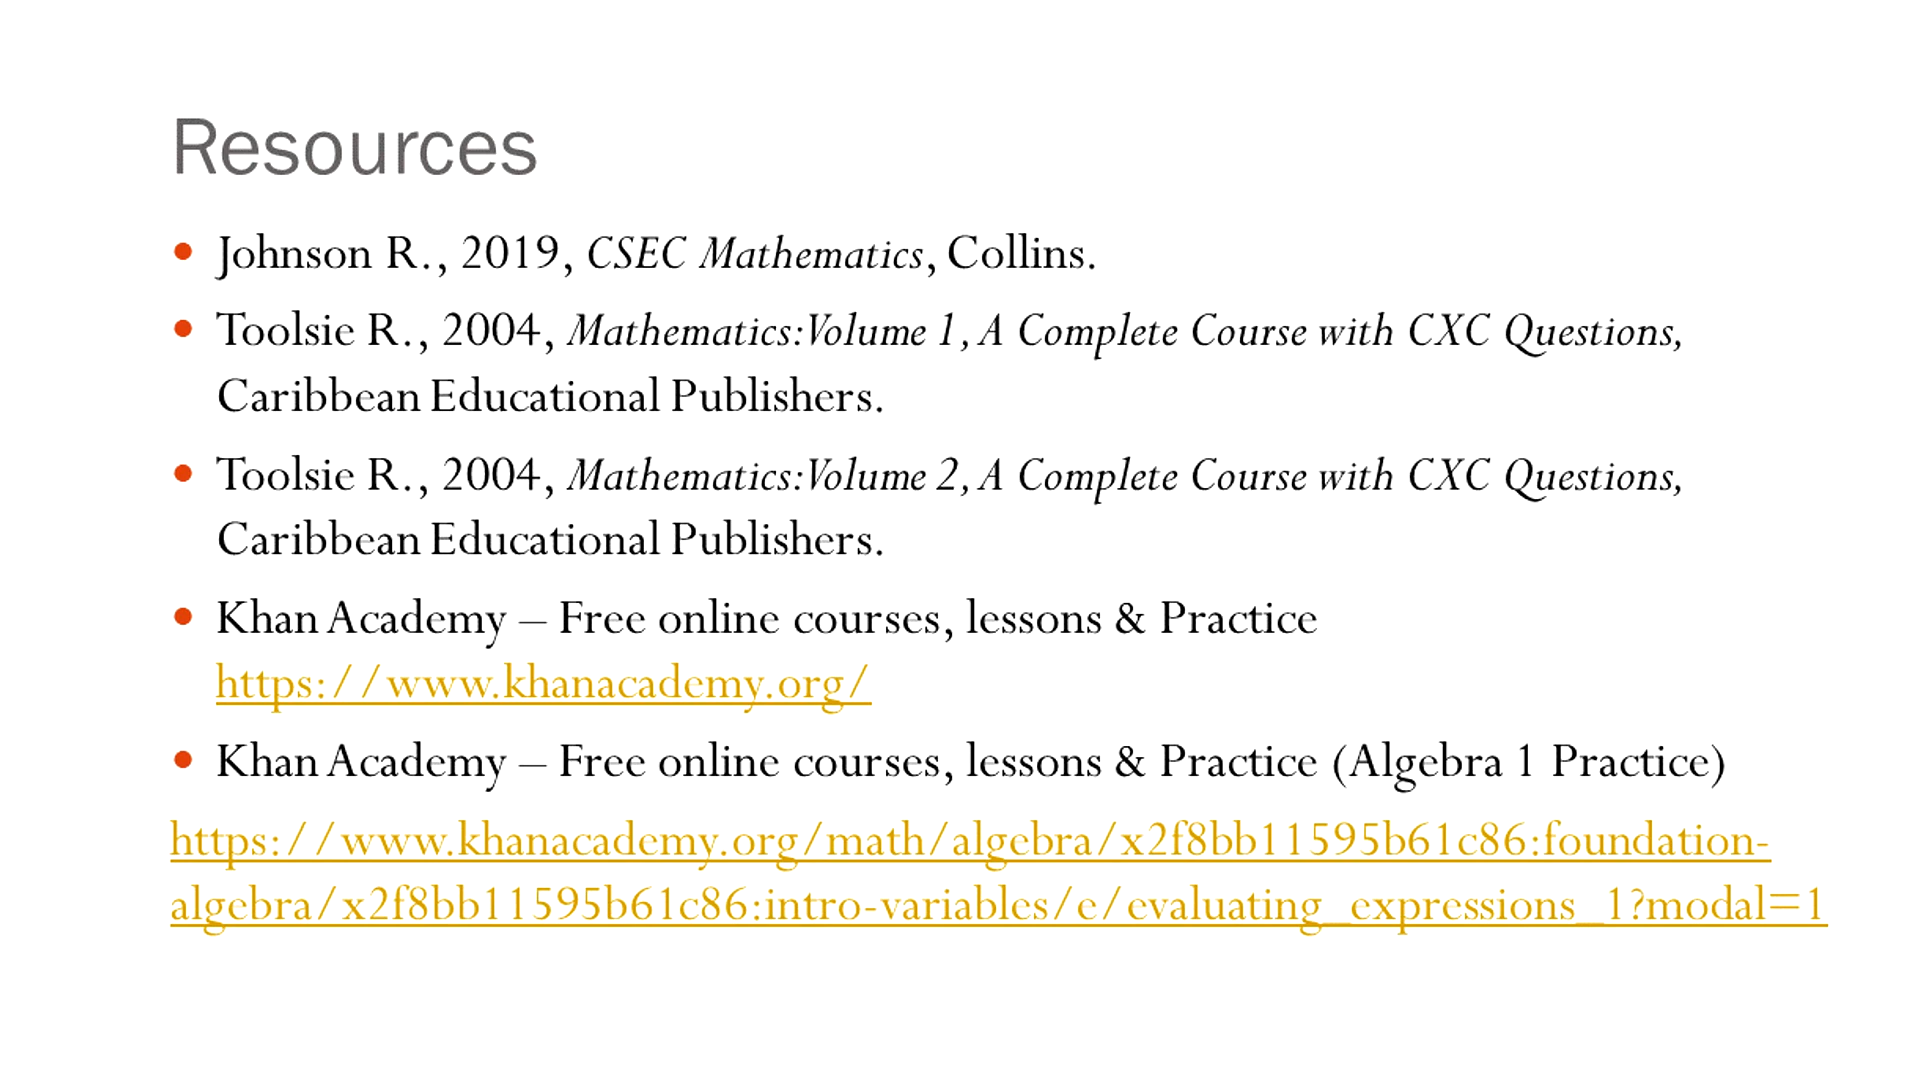 Resources
• Johnson R., 2019, CSEC Mathematics, Collins.
• Toolsie R., 2004, Mathematics: Volume 1, A Complete Course with CXC Questions,
Caribbean Educational Publishers.
• Toolsie R., 2004, Mathematics: Volume 2, A Complete Course with CXC Questions,
Caribbean Educational Publishers.
• Khan Academy – Free online courses, lessons & Practice
https://www.khanacademy.org/
• Khan Academy – Free online courses, lessons & Practice (Algebra 1 Practice)
https://www.khanacademy.org/math/algebra/x2f8bb11595b61c86:foundation-
algebra/x2f8bb11595b61c86:intro-variables/e/evaluating_expressions_1?modal=1